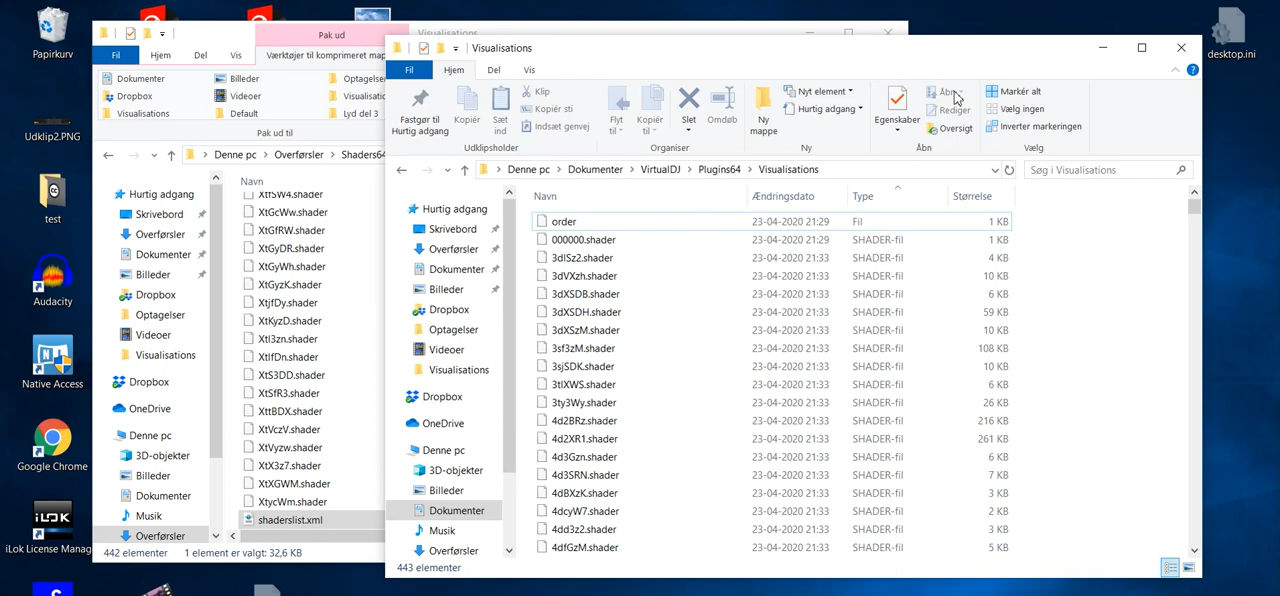 Papirkurv
Udklip2.PNG
test
Audacity
Native Access
Google Chrome
iLok License Manag
desktop.ini
Pak ud
Visualisations
Fil Hjem Del Vis Værktøjer til komprimeret map
Dokumenter Billeder Optagelser
Dropbox Videoer Visualisati
Visualisations Default Lyd del 3
Pak ud til
Denne pc Overførsler Shaders64
Navn
Hurtig adgang
Skrivebord
Overførsler
Dokumenter
Billeder
Dropbox
Optagelser
Videoer
Visualisations
Dropbox
OneDrive
Denne pc
3D-objekter
Billeder
Dokumenter
Musik
Overførsler
XtfSW4.shader
XtGcWw.shader
XtGfRW.shader
XtGyDR.shader
XtGyWh.shader
XtGyzK.shader
XtjfDy.shader
XtKyzD.shader
XtlfDn.shader
XtS3DD.shader
XtSfR3.shader
XttBDX.shader
XtVczV.shader
XtVyzw.shader
XtX3z7.shader
XtXGWM.shader
XtycWm.shader
shaderslist.xml
442 elementer 1 element er valgt: 32,6 KB
Visualisations
Fil Hjem Del Vis
Fastgør til Hurtig adgang
Kopiér
Sæt ind
Klip
Kopiér sti
Indsæt genvej
Udklipsholder
Flyt til
Kopiér til
Slet
Omdøb
Organiser
Ny mappe
Nyt element
Hurtig adgang
Ny
Egenskaber
Rediger
Oversigt
Åbn
Markér alt
Vælg ingen
Inverter markeringen
Vælg
Denne pc Dokumenter VirtualDJ Plugins64 Visualisations
Søg i Visualisations
Hurtig adgang
Skrivebord
Overførsler
Dokumenter
Billeder
Dropbox
Optagelser
Videoer
Visualisations
Dropbox
OneDrive
Denne pc
3D-objekter
Billeder
Dokumenter
Musik
Overførsler
Navn Ændringsdato Type Størrelse
order 23-04-2020 21:29 Fil 1 KB
000000.shader 23-04-2020 21:29 SHADER-fil 1 KB
3dlSz2.shader 23-04-2020 21:33 SHADER-fil 4 KB
3dVXzh.shader 23-04-2020 21:33 SHADER-fil 10 KB
3dXSDB.shader 23-04-2020 21:33 SHADER-fil 6 KB
3dXSDH.shader 23-04-2020 21:33 SHADER-fil 59 KB
3dXSzM.shader 23-04-2020 21:33 SHADER-fil 10 KB
3sf3zM.shader 23-04-2020 21:33 SHADER-fil 108 KB
3sjSDK.shader 23-04-2020 21:33 SHADER-fil 10 KB
3tlXWS.shader 23-04-2020 21:33 SHADER-fil 6 KB
3ty3Wy.shader 23-04-2020 21:33 SHADER-fil 26 KB
4d2BRz.shader 23-04-2020 21:33 SHADER-fil 216 KB
4d2XR1.shader 23-04-2020 21:33 SHADER-fil 261 KB
4d3Gzn.shader 23-04-2020 21:33 SHADER-fil 6 KB
4d3SRN.shader 23-04-2020 21:33 SHADER-fil 7 KB
4dBXzK.shader 23-04-2020 21:33 SHADER-fil 3 KB
4dcyW7.shader 23-04-2020 21:33 SHADER-fil 2 KB
4dd3z2.shader 23-04-2020 21:33 SHADER-fil 3 KB
4dfGzM.shader 23-04-2020 21:33 SHADER-fil 5 KB
443 elementer